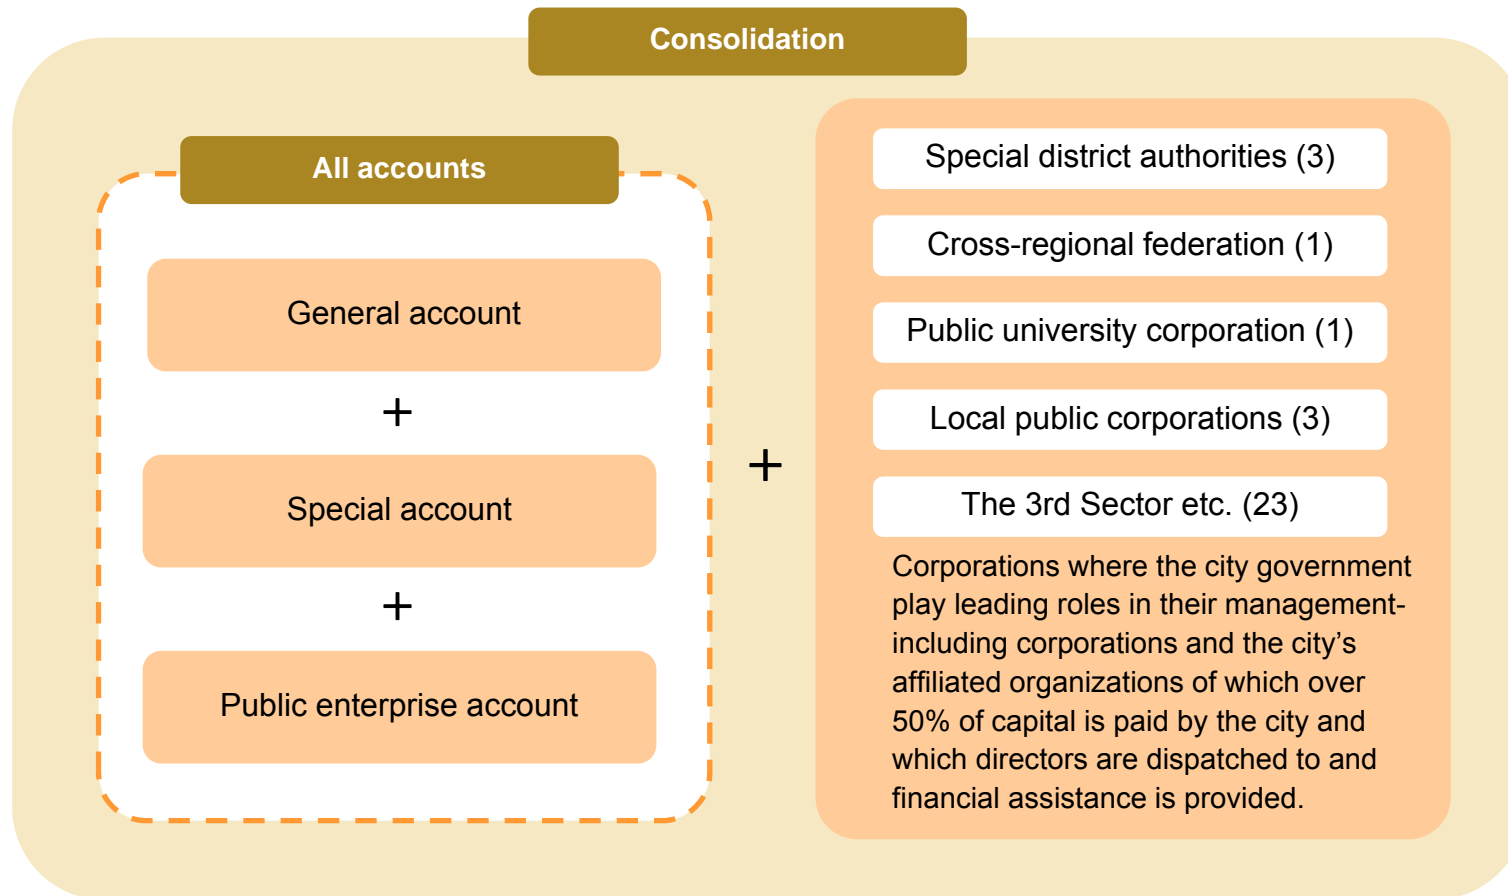 Consolidation
All accounts
General account
+
Special account
+
Public enterprise account
+
Special district authorities (3)
Cross-regional federation (1)
Public university corporation (1)
Local public corporations (3)
The 3rd Sector etc. (23)
Corporations where the city government
play leading roles in their management-
including corporations and the city’s
affiliated organizations of which over
50% of capital is paid by the city and
which directors are dispatched to and
financial assistance is provided.